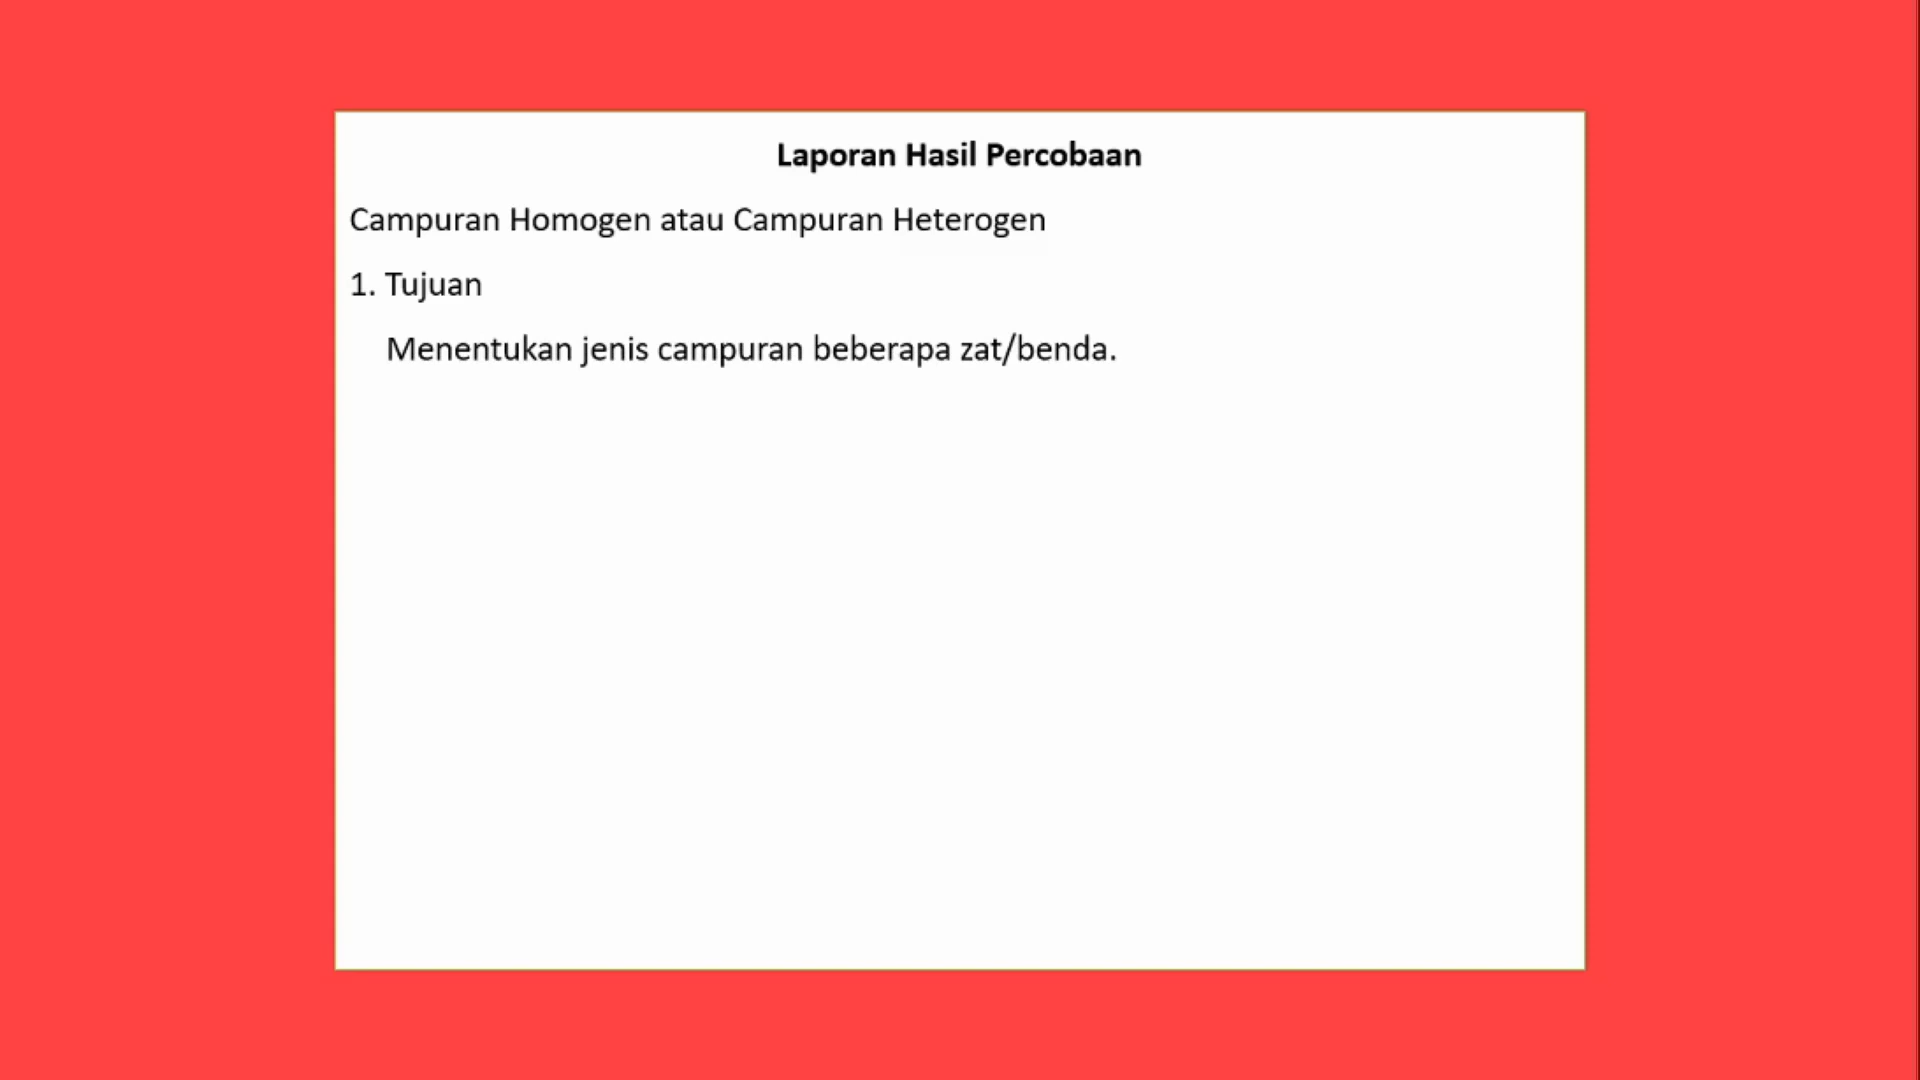 Laporan Hasil Percobaan
Campuran Homogen atau Campuran Heterogen
1. Tujuan
Menentukan jenis campuran beberapa zat/benda.